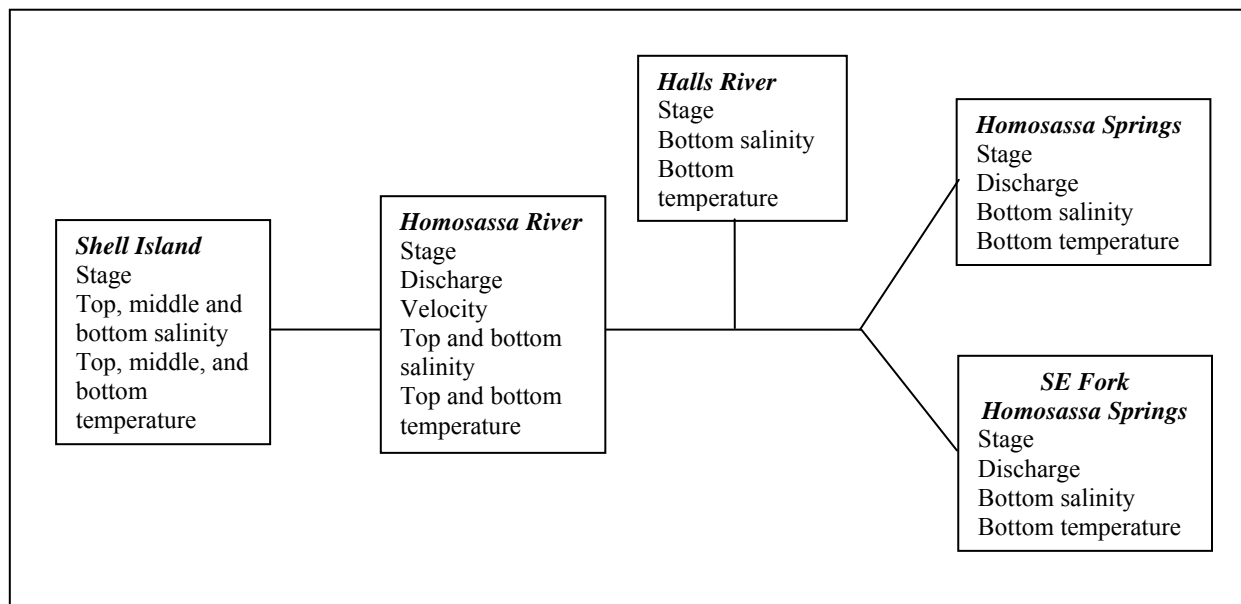 Shell Island
Stage
Top, middle and
bottom salinity
Top, middle, and
bottom
temperature
Homosassa River
Stage
Discharge
Velocity
Top and bottom
salinity
Top and bottom
temperature
Halls River
Stage
Bottom salinity
Bottom
temperature
Homosassa Springs
Stage
Discharge
Bottom salinity
Bottom temperature
SE Fork
Homosassa Springs
Stage
Discharge
Bottom salinity
Bottom temperature